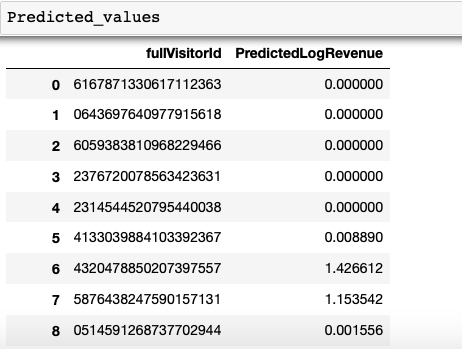 Predicted_values
fullVisitorId PredictedLogRevenue
0 6167871330617112363 0.000000
1 0643697640977915618 0.000000
2 6059383810968229466 0.000000
3 2376720078563423631 0.000000
4 2314544520795440038 0.000000
5 4133039884103392367 0.008890
6 4320478850207397557 1.426612
7 5876438247590157131 1.153542
8 0514591268737702944 0.001556